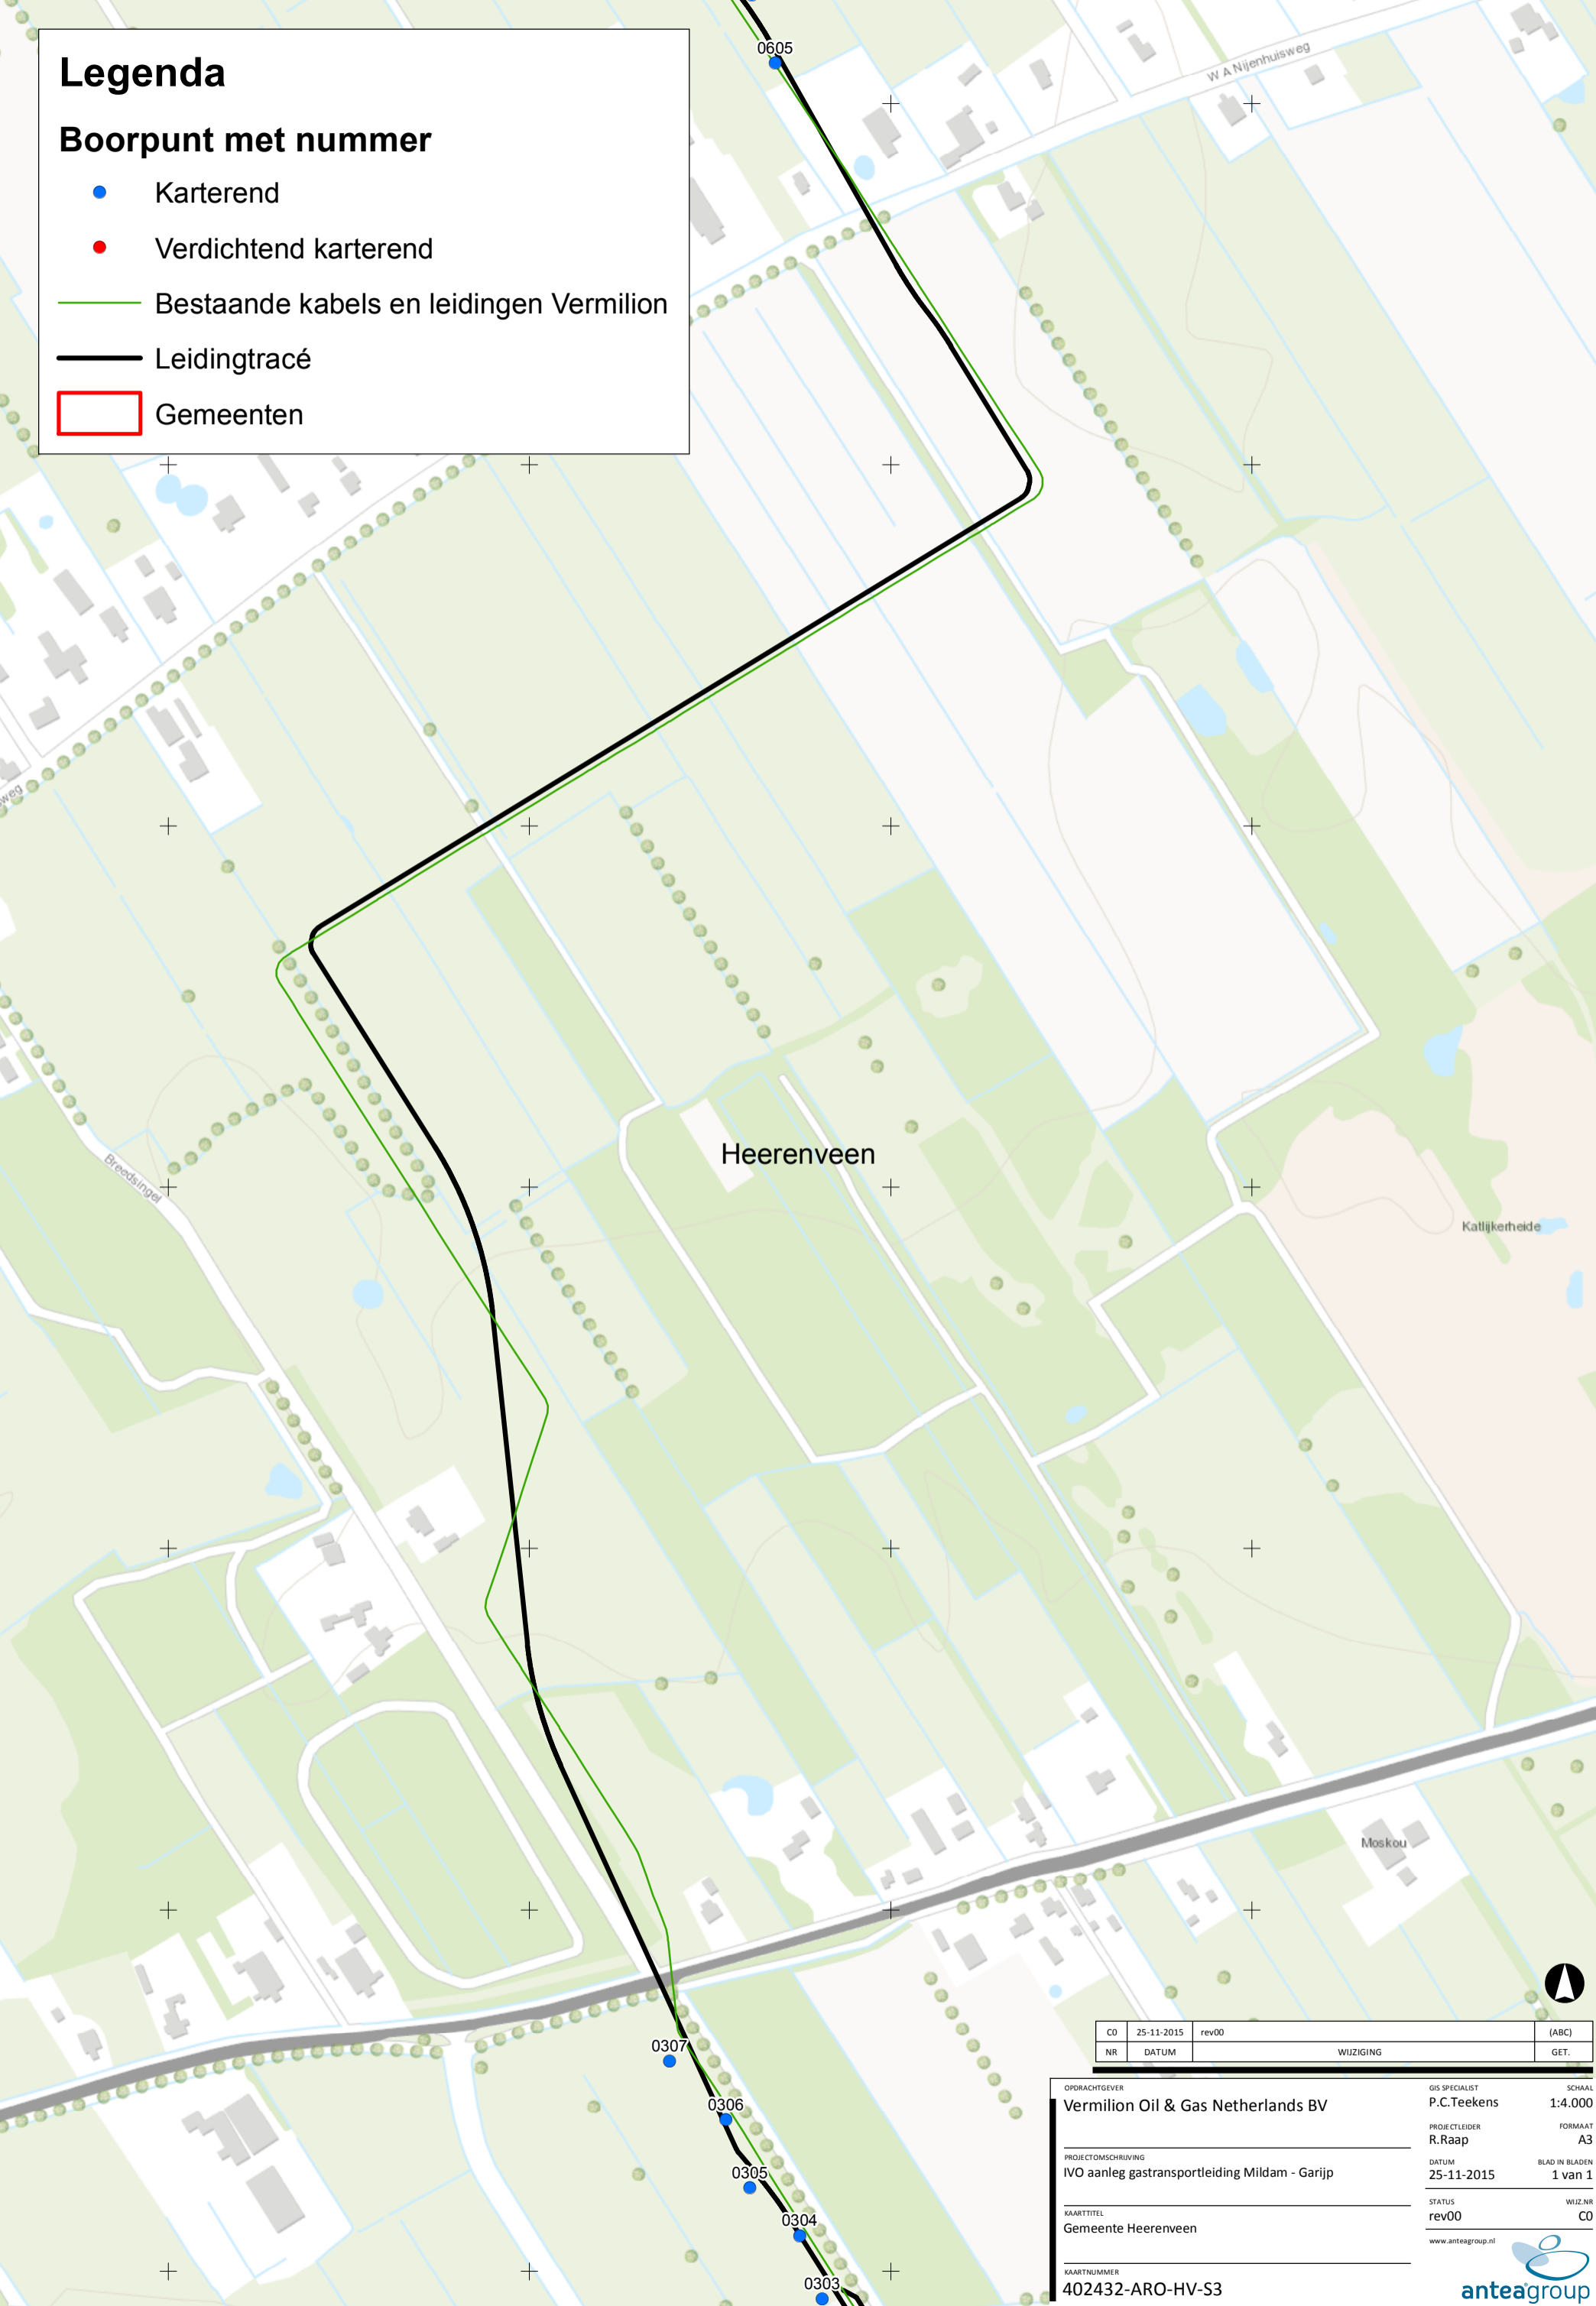 0605
W A Nijenhuisweg
Legenda
Boorpunt met nummer
Karterend
Verdichtend karterend
Bestaande kabels en leidingen Vermilion
Leidingtracé
Gemeenten
sweg
Breedsingel
Heerenveen
Katlijkerheide
Moskou
0307
0306
0305
0304
0303
C0 25-11-2015 rev00 (ABC)
NR DATUM WIJZIGING GET.
OPDRACHTGEVER
Vermilion Oil & Gas Netherlands BV
PROJECTOMSCHRIJVING
IVO aanleg gastransportleiding Mildam - Garijp
KAARTTITEL
Gemeente Heerenveen
KAARTNUMMER
402432-ARO-HV-S3
GIS SPECIALIST SCHAAL
P.C.Teekens 1:4.000
PROJECTLEIDER FORMAAT
R.Raap A3
DATUM BLAD IN BLADEN
25-11-2015 1 van 1
STATUS WIJZ.NR
rev00 C0
www.anteagroup.nl
anteagroup